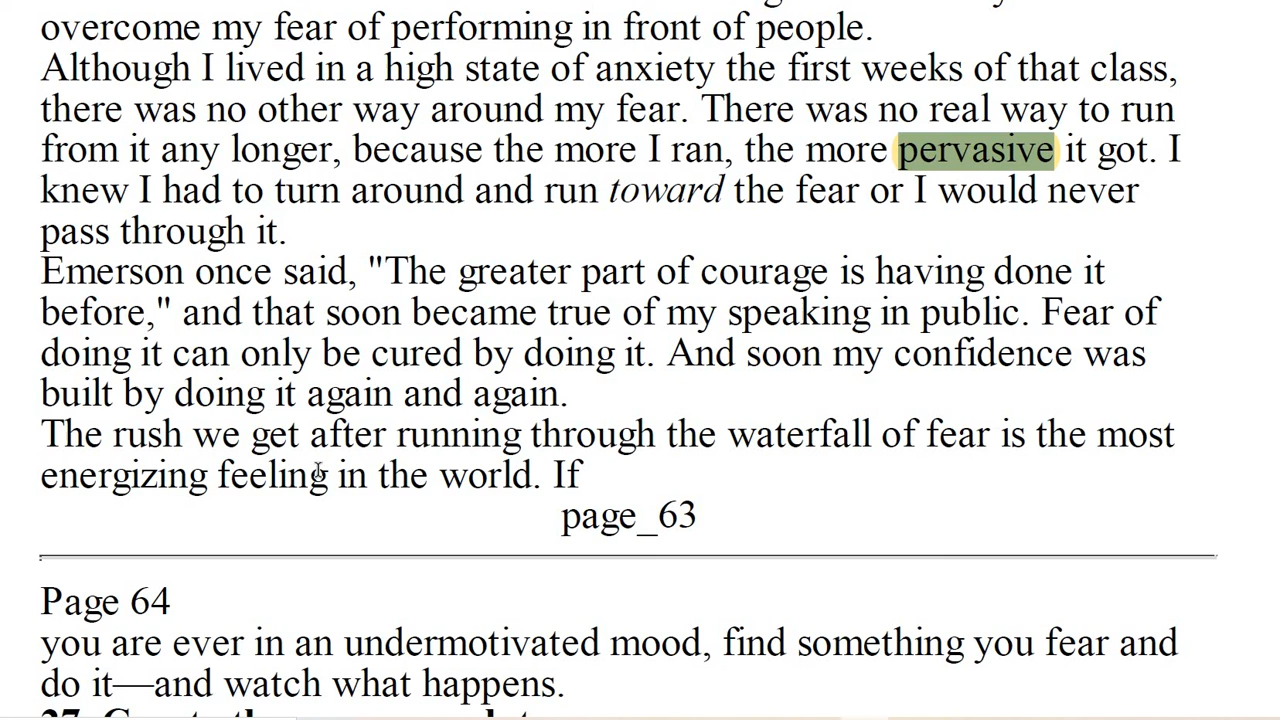 overcome my fear of performing in front of people.
Although I lived in a high state of anxiety the first weeks of that class,
there was no other way around my fear. There was no real way to run
from it any longer, because the more I ran, the more pervasive it got. I
knew I had to turn around and run toward the fear or I would never
pass through it.
Emerson once said, "The greater part of courage is having done it
before," and that soon became true of my speaking in public. Fear of
doing it can only be cured by doing it. And soon my confidence was
built by doing it again and again.
The rush we get after running through the waterfall of fear is the most
energizing feeling in the world. If
page_63
Page 64
you are ever in an undermotivated mood, find something you fear and
do it—and watch what happens.